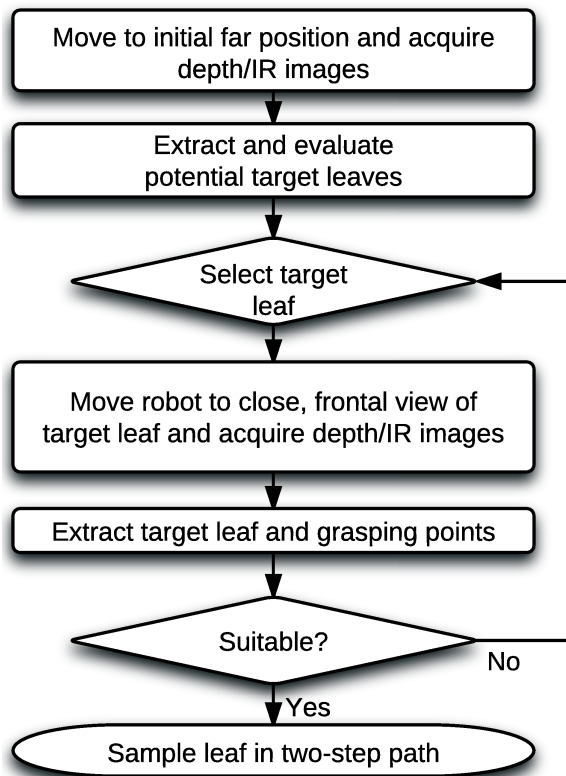 Move to initial far position and acquire
depth/IR images
Extract and evaluate
potential target leaves
Select target
leaf
Move robot to close, frontal view of
target leaf and acquire depth/IR images
Extract target leaf and grasping points
Suitable?
No
Yes
Sample leaf in two-step path